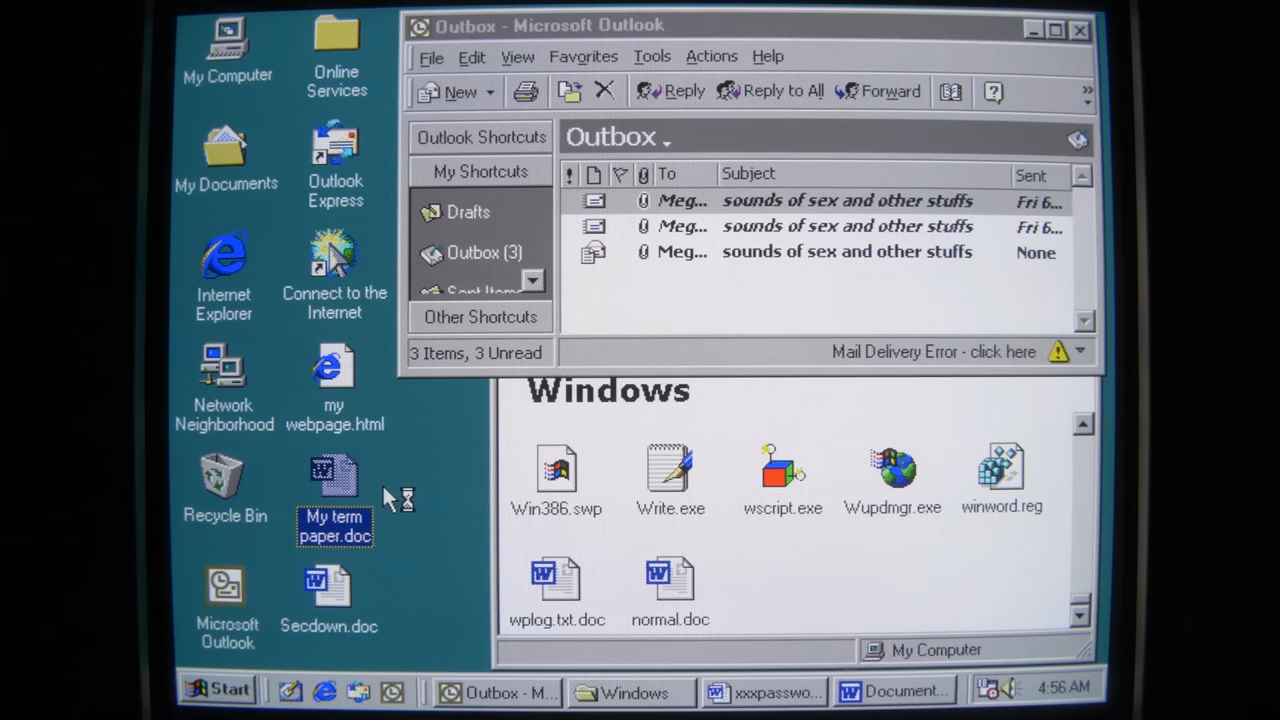 Outbox - Microsoft Outlook
File Edit View Favorites Tools Actions Help
New Reply Reply to All Forward
Outlook Shortcuts
My Shortcuts
Drafts
Outbox (3)
Sent Items
Other Shortcuts
Outbox
! To Subject Sent
Meg... sounds of sex and other stuffs Fri 6...
Meg... sounds of sex and other stuffs Fri 6...
Meg... sounds of sex and other stuffs None
3 Items, 3 Unread
Mail Delivery Error - click here
My Computer
Online
Services
My Documents
Outlook
Express
Internet
Explorer
Connect to the
Internet
Network
Neighborhood
my
webpage.html
Recycle Bin
My term
paper.doc
Microsoft
Outlook
Secdown.doc
Windows
Win386.swp
Write.exe
wscript.exe
Wupdmgr.exe
winword.reg
wplog.txt.doc
normal.doc
My Computer
Start
Outbox - M...
Windows
xxxpasswo...
Document...
4:56 AM